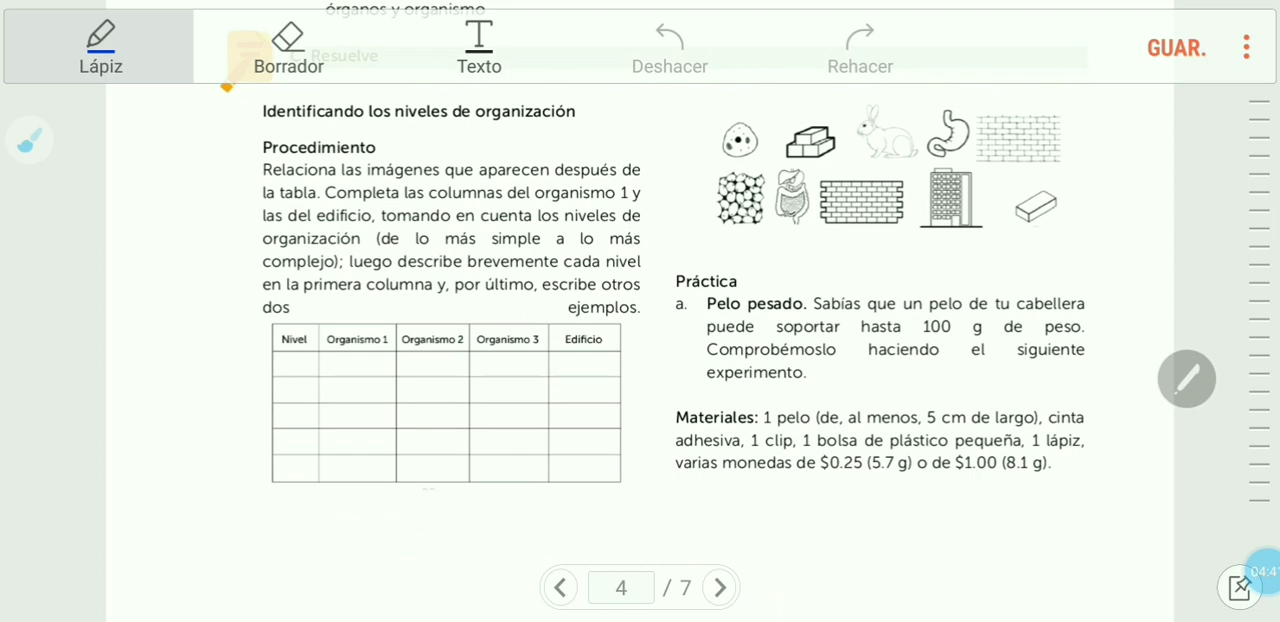 órganos y organismo
Resuelve
Lápiz
Borrador
Texto
Deshacer
Rehacer
GUAR.
Identificando los niveles de organización
Procedimiento
Relaciona las imágenes que aparecen después de
la tabla. Completa las columnas del organismo 1 y
las del edificio, tomando en cuenta los niveles de
organización (de lo más simple a lo más
complejo); luego describe brevemente cada nivel
en la primera columna y, por último, escribe otros
dos ejemplos.
Nivel Organismo 1 Organismo 2 Organismo 3 Edificio
Práctica
a. Pelo pesado. Sabías que un pelo de tu cabellera
puede soportar hasta 100 g de peso.
Comprobémoslo haciendo el siguiente
experimento.
Materiales: 1 pelo (de, al menos, 5 cm de largo), cinta
adhesiva, 1 clip, 1 bolsa de plástico pequeña, 1 lápiz,
varias monedas de $0.25 (5.7 g) o de $1.00 (8.1 g).
4 / 7